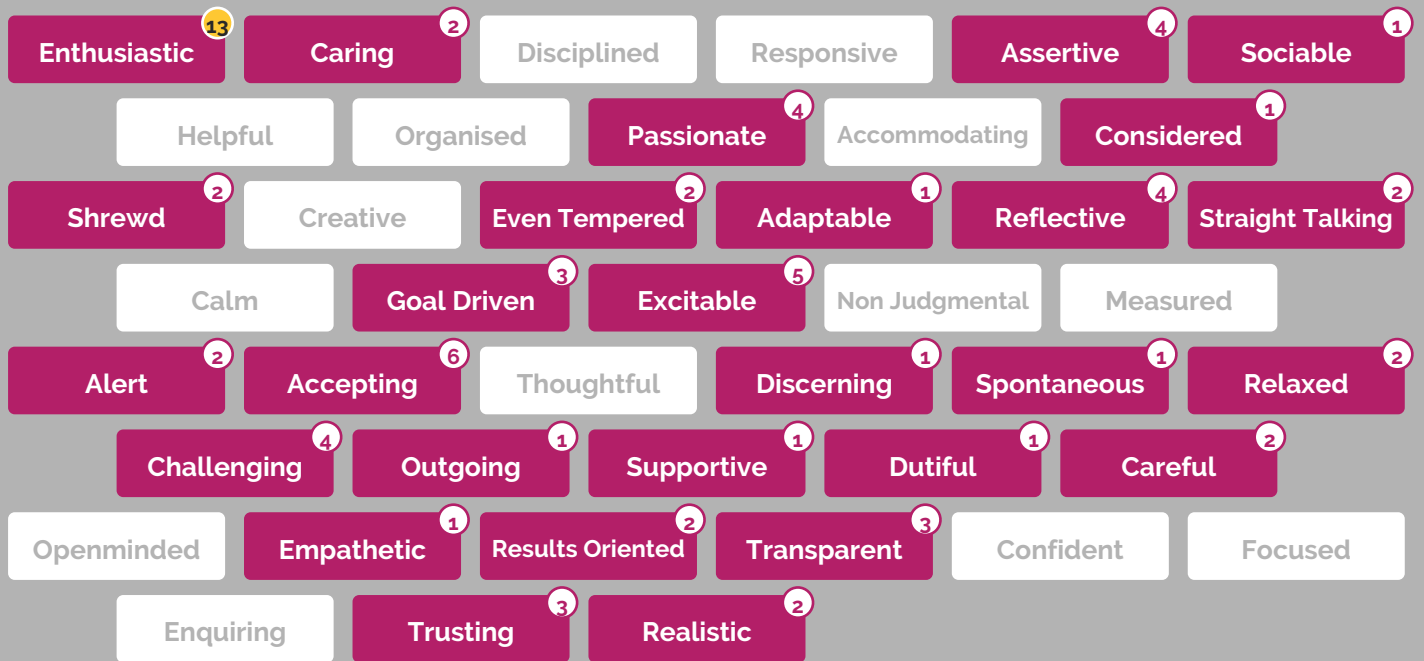 Enthusiastic 13 Caring 2 Disciplined Responsive Assertive 4 Sociable 1
Helpful Organised Passionate 4 Accommodating Considered 1
Shrewd 2 Creative Even Tempered 2 Adaptable 1 Reflective 4 Straight Talking 2
Calm Goal Driven 3 Excitable 5 Non Judgmental Measured
Alert 2 Accepting 6 Thoughtful Discerning 1 Spontaneous 1 Relaxed 2
Challenging 4 Outgoing 1 Supportive 1 Dutiful 1 Careful 2
Openminded Empathetic 1 Results Oriented 2 Transparent 3 Confident Focused
Enquiring Trusting 3 Realistic 2